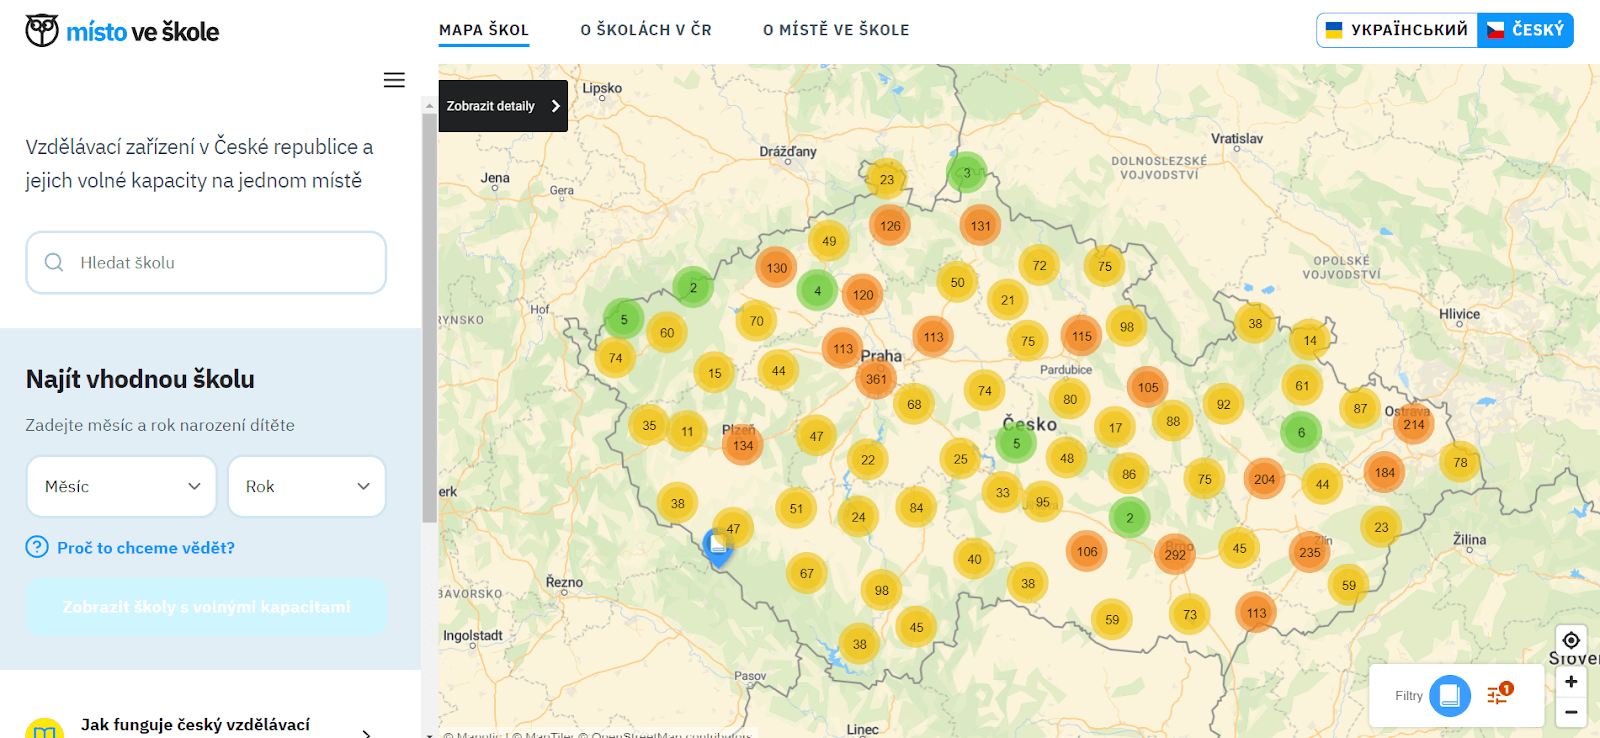 místo ve škole
MAPA ŠKOL
O ŠKOLÁCH V ČR
O MÍSTĚ VE ŠKOLE
УКРАЇНСЬКИЙ
ČESKÝ
Vzdělávací zařízení v České republice a
jejich volné kapacity na jednom místě
Hledat školu
Najít vhodnou školu
Zadejte měsíc a rok narození dítěte
Měsíc
Rok
Proč to chceme vědět?
Zobrazit školy s volnými kapacitami
Jak funguje český vzdělávací
Zobrazit detaily
Lipsko
Drážďany
Vratislav
DOLNOSLEZSKÉ
VOJVODSTVÍ
Jena
Gera
23
3
126
131
49
130
72
75
OPOLSKÉ
VOJVODSTVÍ
2
4
120
50
21
Hof
RYNSKO
5
60
70
113
98
38
Hlivice
74
113
Praha
75
115
14
15
44
361
Pardubice
74
105
61
68
80
92
87
Ostrava
35
11
Plzeň
134
47
Česko
5
17
88
6
214
22
25
48
86
75
204
44
184
78
erk
38
51
24
84
33
95
2
47
23
106
Brno
292
45
235
Zlín
Žilina
Řezno
BAVORSKO
67
98
40
38
59
59
73
113
Ingolstadt
38
45
Pasov
Linec
Slover
Filtry
1
© Mapotic | © MapTiler © OpenStreetMap contributors